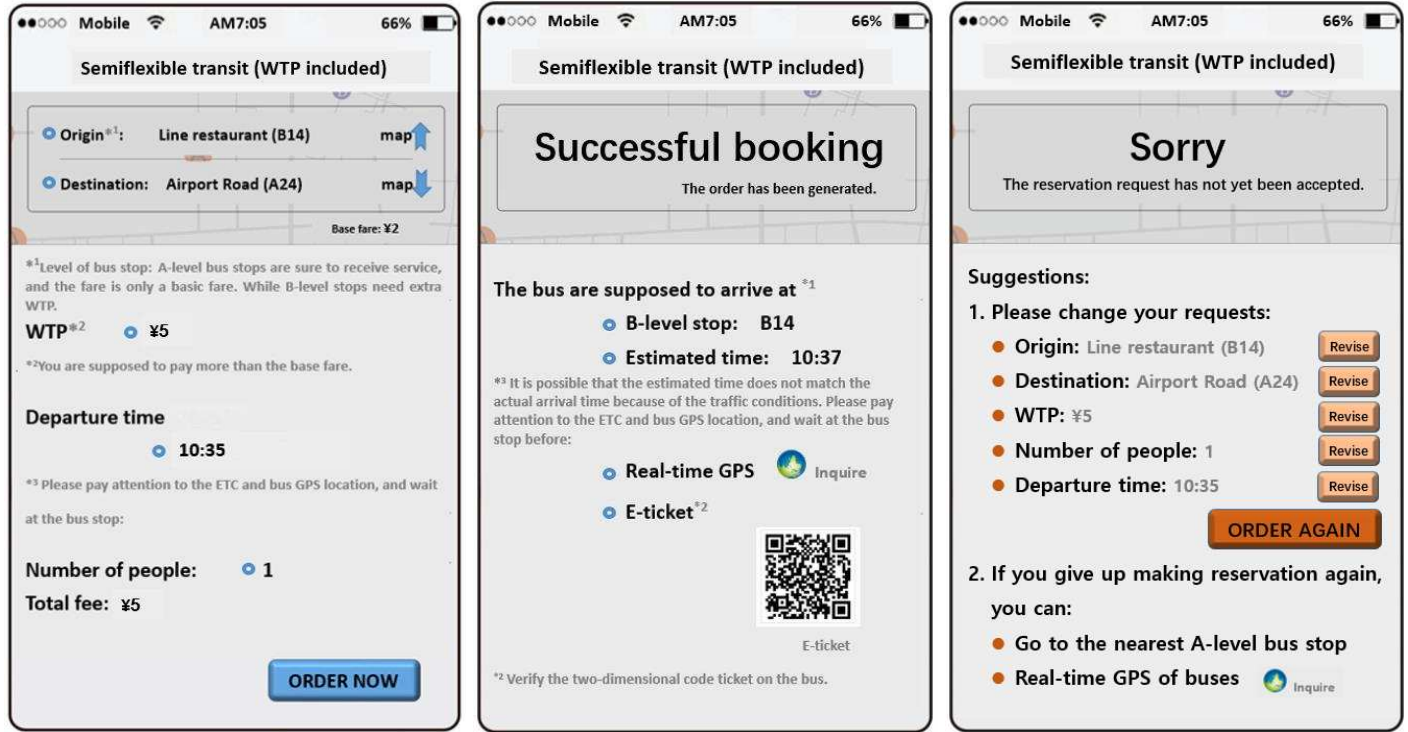 Mobile AM7:05 66%
Semiflexible transit (WTP included)
Origin*1: Line restaurant (B14) map
Destination: Airport Road (A24) map
Base fare: ¥2
*1Level of bus stop: A-level bus stops are sure to receive service,
and the fare is only a basic fare. While B-level stops need extra
WTP.
WTP*2 ¥5
*2You are supposed to pay more than the base fare.
Departure time
10:35
*3 Please pay attention to the ETC and bus GPS location, and wait
at the bus stop:
Number of people: 1
Total fee: ¥5
ORDER NOW
Mobile AM7:05 66%
Semiflexible transit (WTP included)
Successful booking
The order has been generated.
The bus are supposed to arrive at *1
B-level stop: B14
Estimated time: 10:37
*3 It is possible that the estimated time does not match the
actual arrival time because of the traffic conditions. Please pay
attention to the ETC and bus GPS location, and wait at the bus
stop before:
Real-time GPS Inquire
E-ticket*2
E-ticket
*2 Verify the two-dimensional code ticket on the bus.
Mobile AM7:05 66%
Semiflexible transit (WTP included)
Sorry
The reservation request has not yet been accepted.
Suggestions:
1. Please change your requests:
Origin: Line restaurant (B14) Revise
Destination: Airport Road (A24) Revise
WTP: ¥5 Revise
Number of people: 1 Revise
Departure time: 10:35 Revise
ORDER AGAIN
2. If you give up making reservation again,
you can:
Go to the nearest A-level bus stop
Real-time GPS of buses Inquire